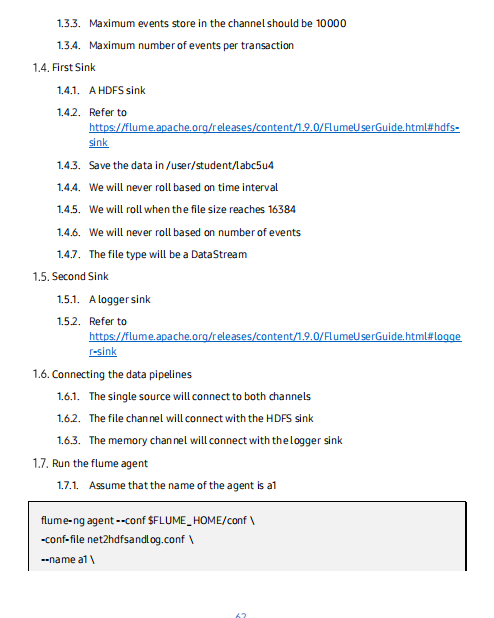 1.3.3. Maximum events store in the channel should be 10000
1.3.4. Maximum number of events per transaction
1.4. First Sink
1.4.1. A HDFS sink
1.4.2. Refer to
https://flume.apache.org/releases/content/1.9.0/FlumeUserGuide.html#hdfs-
sink
1.4.3. Save the data in /user/student/labc5u4
1.4.4. We will never roll based on time interval
1.4.5. We will roll when the file size reaches 16384
1.4.6. We will never roll based on number of events
1.4.7. The file type will be a DataStream
1.5. Second Sink
1.5.1. A logger sink
1.5.2. Refer to
https://flume.apache.org/releases/content/1.9.0/FlumeUserGuide.html#logge
r-sink
1.6. Connecting the data pipelines
1.6.1. The single source will connect to both channels
1.6.2. The file channel will connect with the HDFS sink
1.6.3. The memory channel will connect with the logger sink
1.7. Run the flume agent
1.7.1. Assume that the name of the agent is a1
flume-ng agent --conf $FLUME_HOME/conf \
-conf-file net2hdfsandlog.conf \
--name a1 \
62